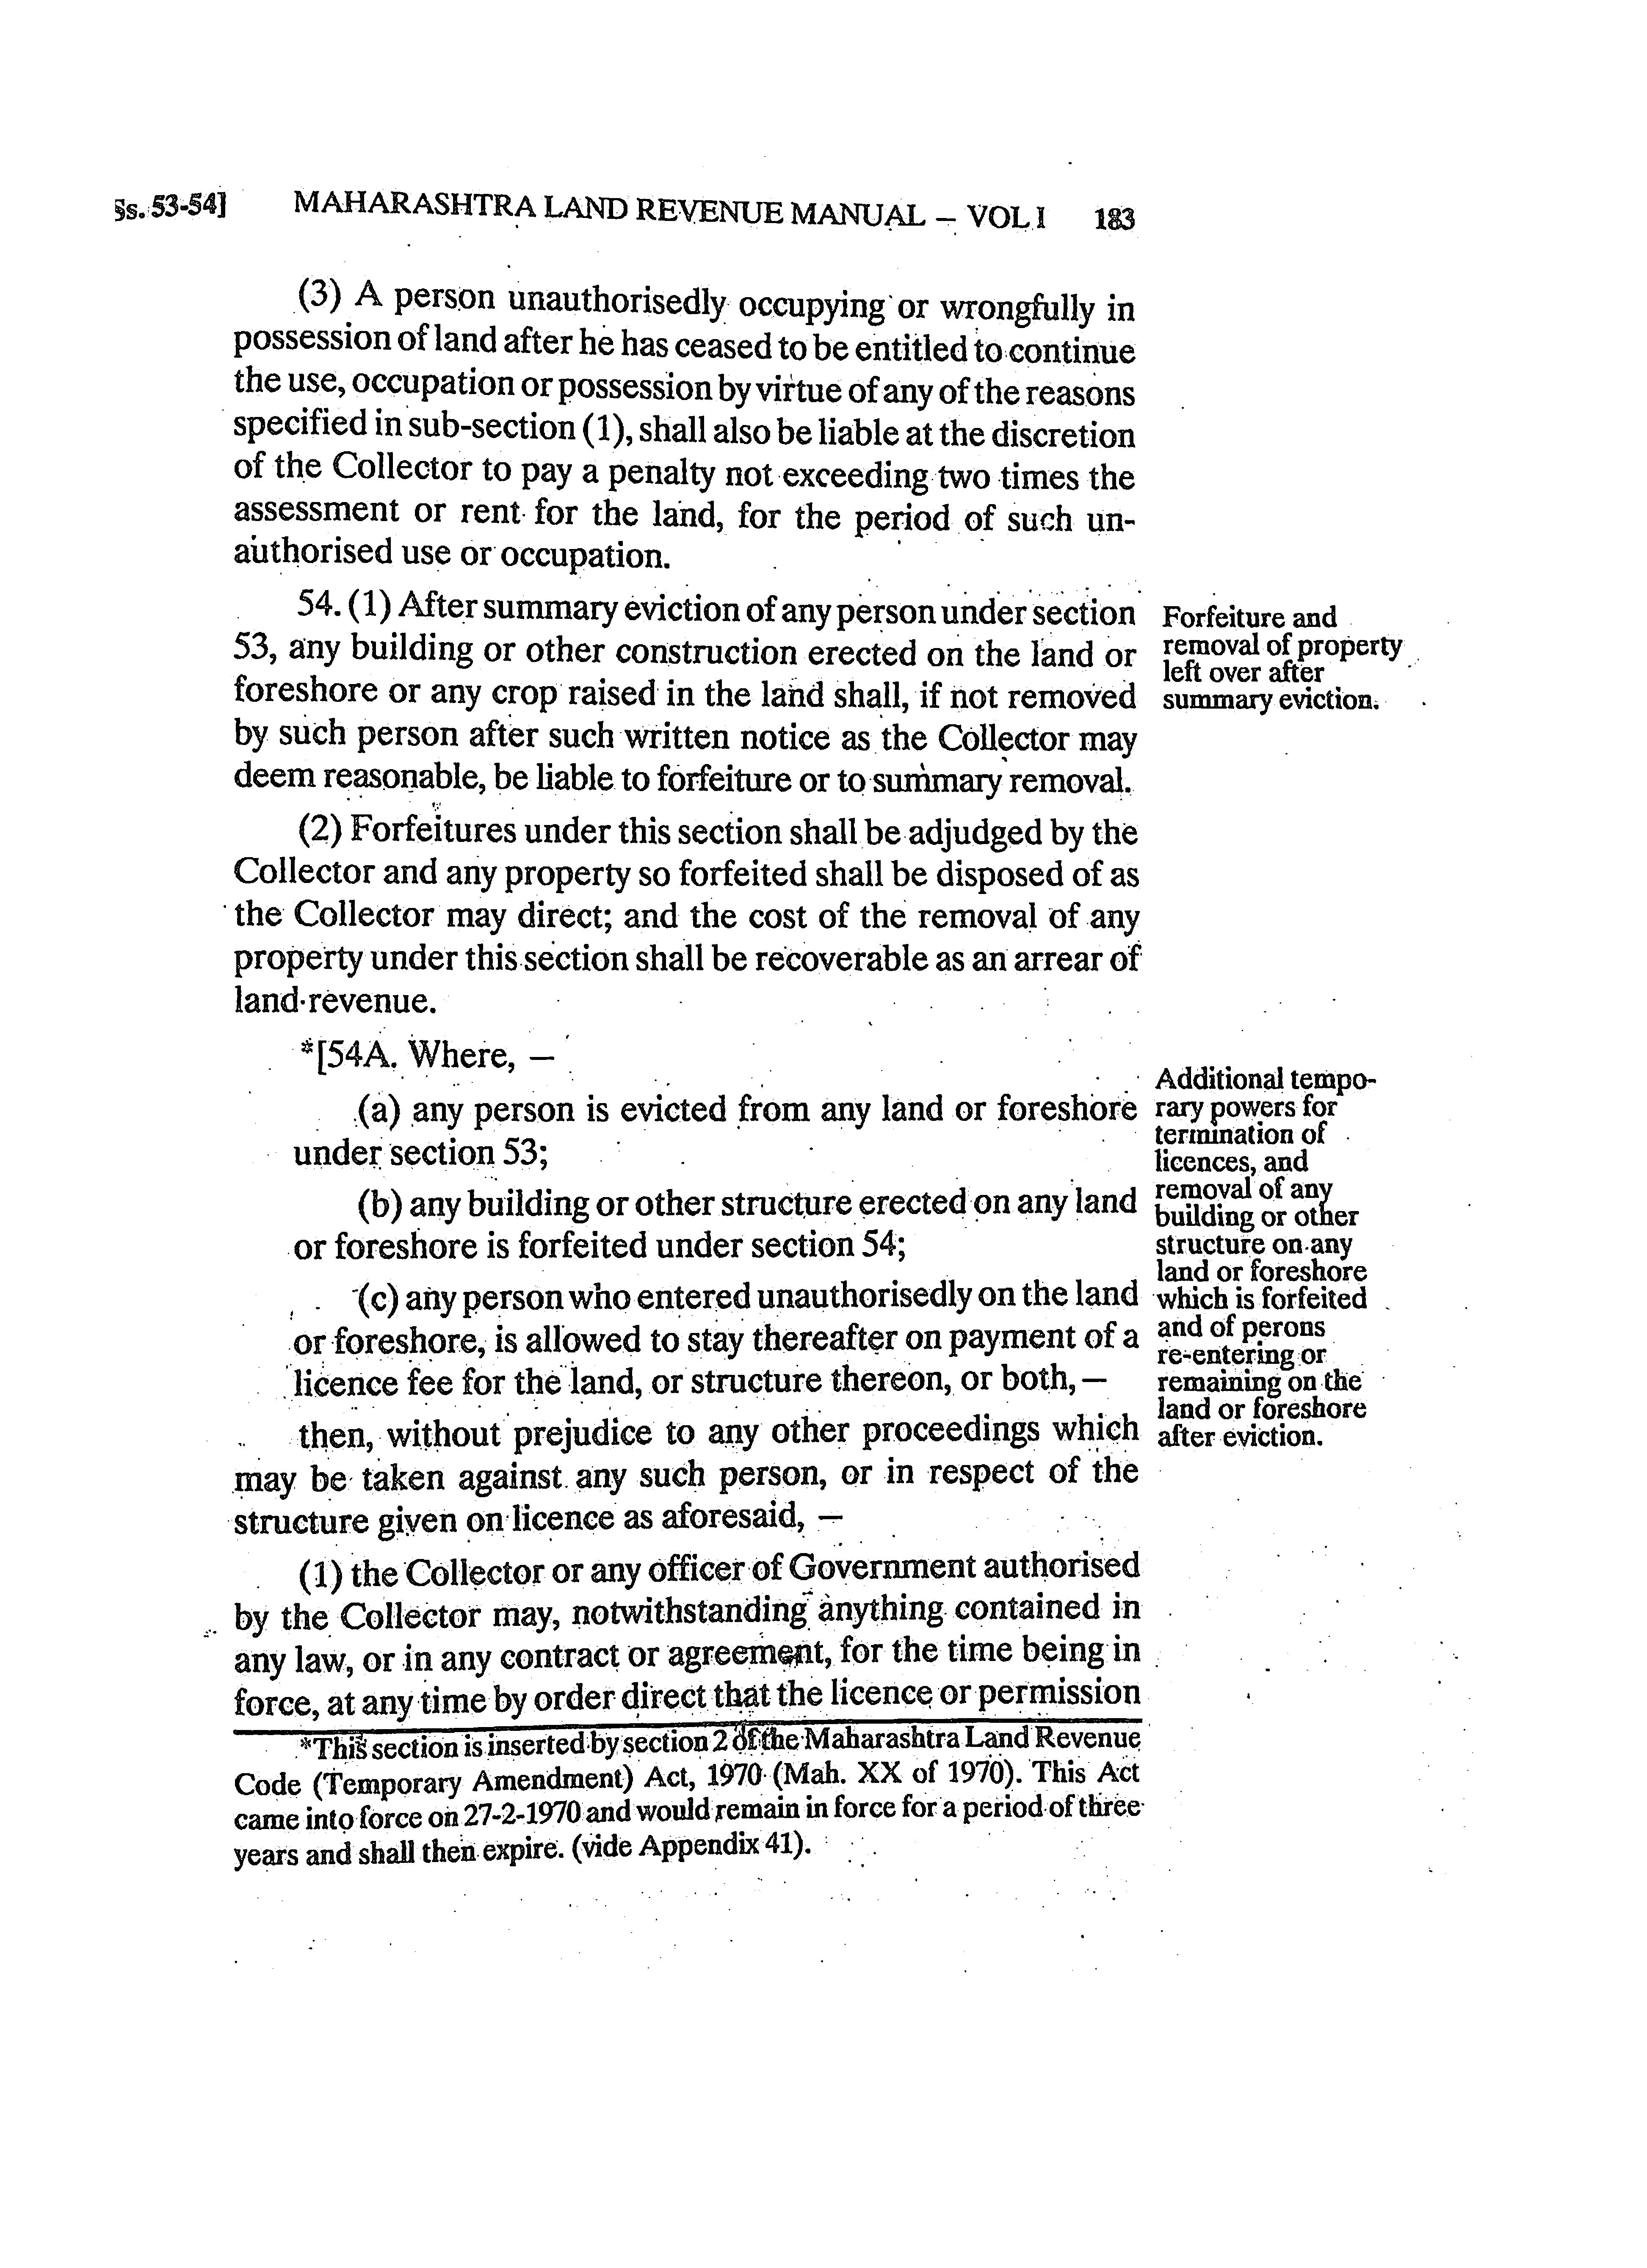 §s. 53-54] MAHARASHTRA LAND REVENUE MANUAL – VOL I 183
(3) A person unauthorisedly occupying or wrongfully in
possession of land after he has ceased to be entitled to continue
the use, occupation or possession by virtue of any of the reasons
specified in sub-section (1), shall also be liable at the discretion
of the Collector to pay a penalty not exceeding two times the
assessment or rent for the land, for the period of such un-
authorised use or occupation.
54. (1) After summary eviction of any person under section
53, any building or other construction erected on the land or
foreshore or any crop raised in the land shall, if not removed
by such person after such written notice as the Collector may
deem reasonable, be liable to forfeiture or to summary removal.
Forfeiture and
removal of property
left over after
summary eviction.
(2) Forfeitures under this section shall be adjudged by the
Collector and any property so forfeited shall be disposed of as
the Collector may direct; and the cost of the removal of any
property under this section shall be recoverable as an arrear of
land revenue.
*[54A. Where, –
(a) any person is evicted from any land or foreshore
under section 53;
(b) any building or other structure erected on any land
or foreshore is forfeited under section 54;
(c) any person who entered unauthorisedly on the land
or foreshore, is allowed to stay thereafter on payment of a
licence fee for the land, or structure thereon, or both, –
Additional tempo-
rary powers for
termination of
licences, and
removal of any
building or other
structure on any
land or foreshore
which is forfeited
and of perons
re-entering or
remaining on the
land or foreshore
after eviction.
then, without prejudice to any other proceedings which
may be taken against any such person, or in respect of the
structure given on licence as aforesaid, –
(1) the Collector or any officer of Government authorised
by the Collector may, notwithstanding anything contained in
any law, or in any contract or agreement, for the time being in
force, at any time by order direct that the licence or permission
*This section is inserted by section 2 of the Maharashtra Land Revenue
Code (Temporary Amendment) Act, 1970 (Mah. XX of 1970). This Act
came into force on 27-2-1970 and would remain in force for a period of three
years and shall then expire. (vide Appendix 41).